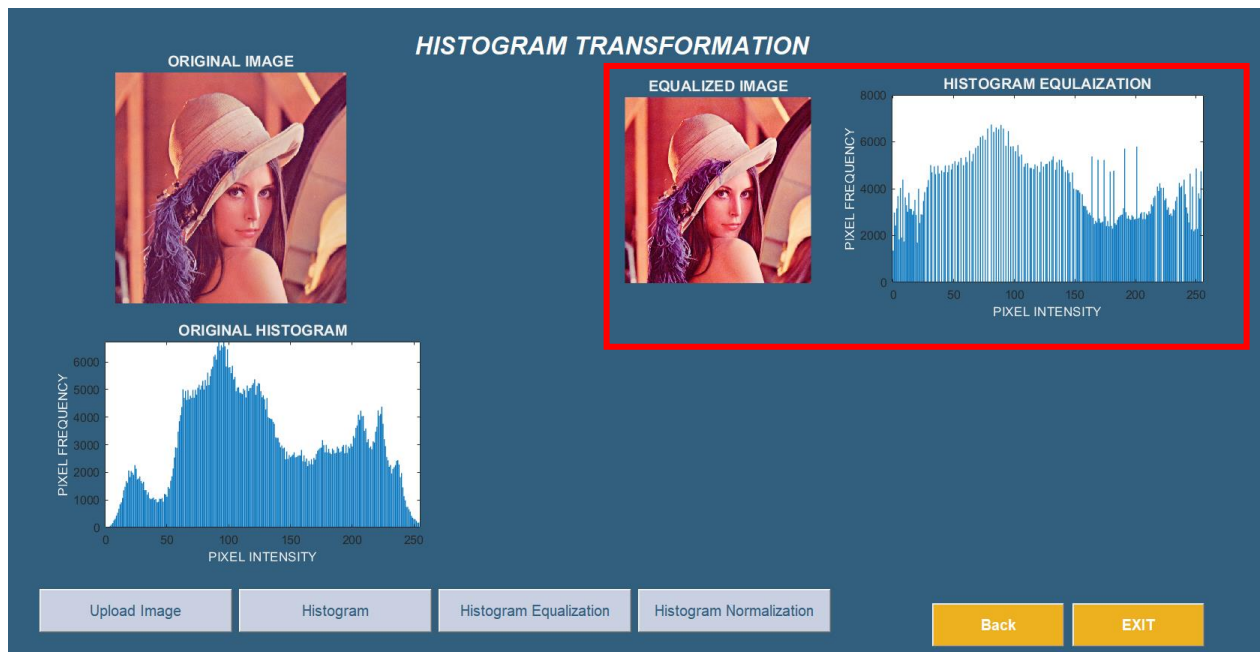 HISTOGRAM TRANSFORMATION
ORIGINAL IMAGE
EQUALIZED IMAGE
HISTOGRAM EQULAIZATION
8000
6000
4000
2000
0
PIXEL FREQUENCY
0 50 100 150 200 250
PIXEL INTENSITY
ORIGINAL HISTOGRAM
6000
5000
4000
3000
2000
1000
0
PIXEL FREQUENCY
0 50 100 150 200 250
PIXEL INTENSITY
Upload Image Histogram Histogram Equalization Histogram Normalization
Back EXIT